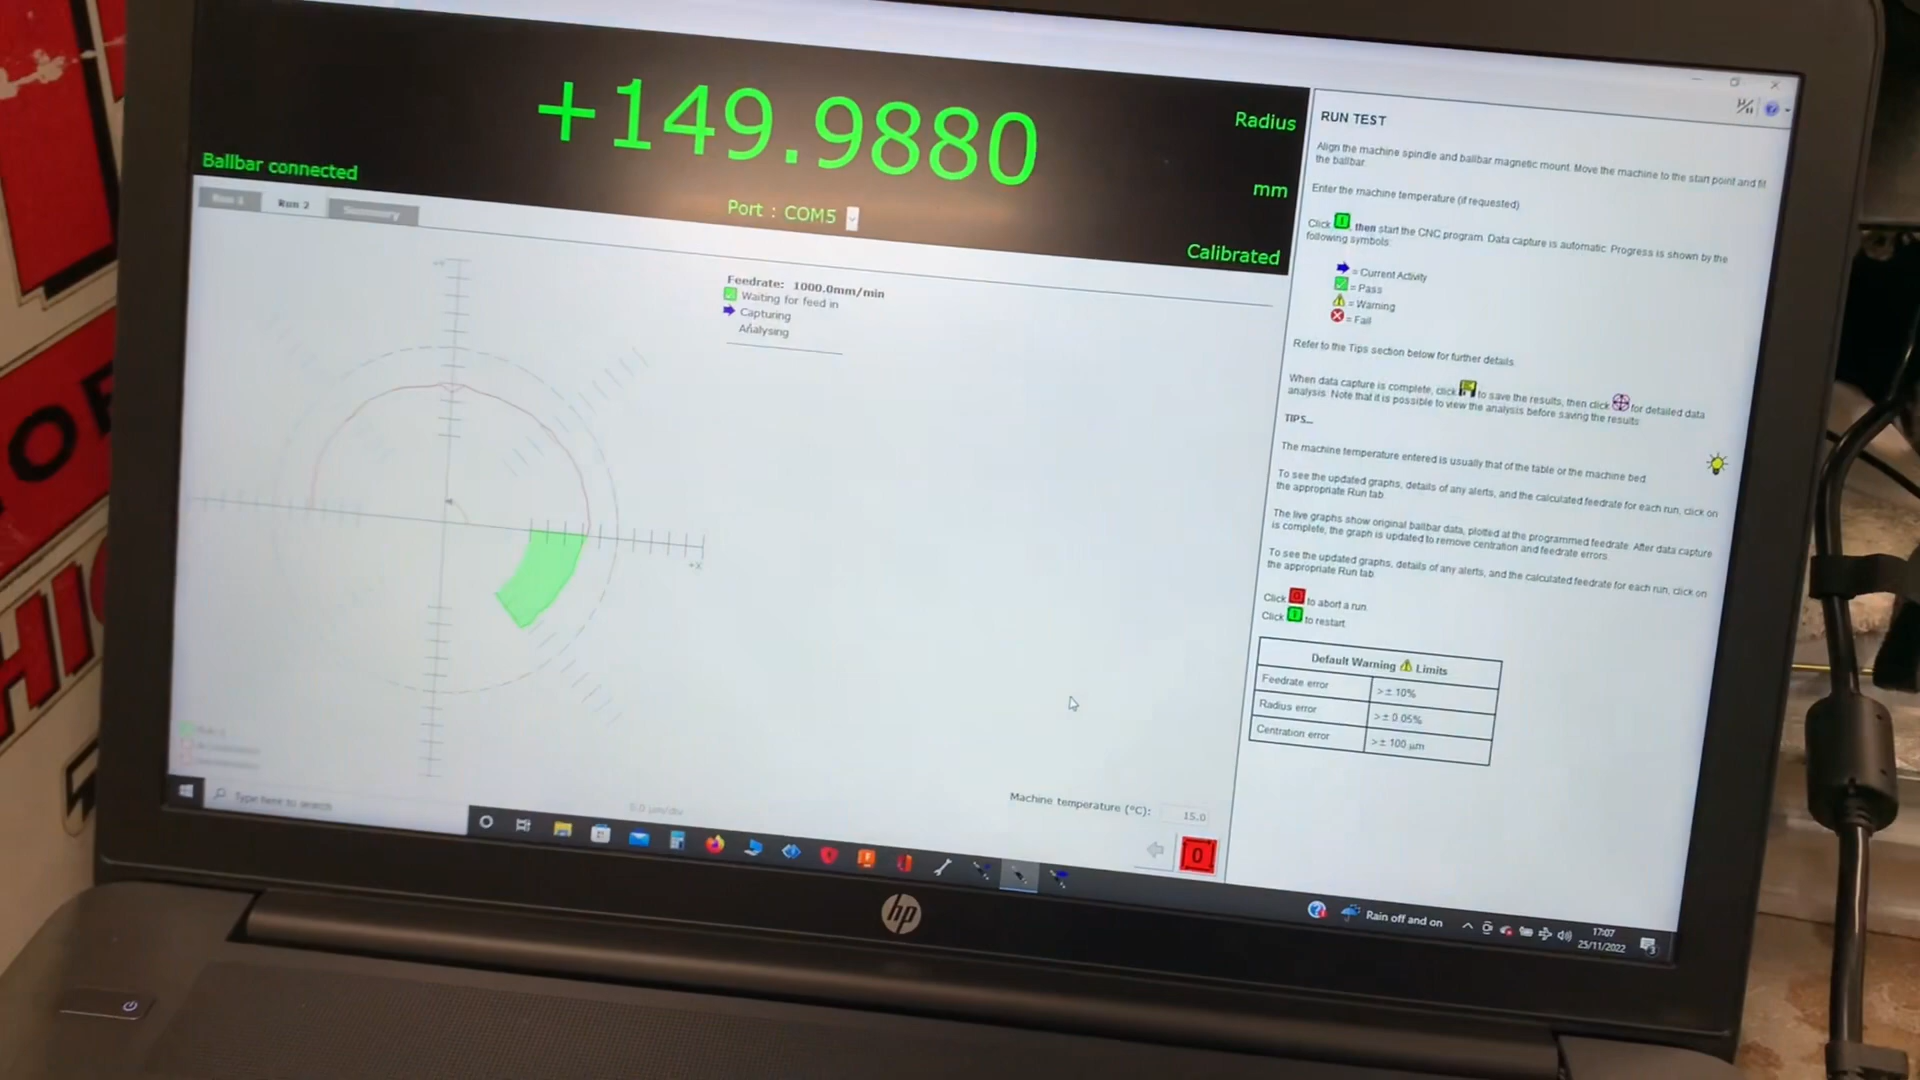 +149.9880
Radius
mm
Ballbar connected
Port : COM5
Calibrated
Run 1
Run 2
Summary
Feedrate: 1000.0mm/min
Waiting for feed in
Capturing
Analysing
+X
Machine temperature (°C):
15.0
0
Type here to search
RUN TEST
Align the machine spindle and ballbar magnetic mount. Move the machine to the start point and fit
the ballbar.
Enter the machine temperature (if requested)
Click , then start the CNC program. Data capture is automatic. Progress is shown by the
following symbols:
= Current Activity
= Pass
= Warning
= Fail
Refer to the Tips section below for further details.
When data capture is complete, click to save the results, then click for detailed data
analysis. Note that it is possible to view the analysis before saving the results.
TIPS...
The machine temperature entered is usually that of the table or the machine bed.
To see the updated graphs, details of any alerts, and the calculated feedrate for each run, click on
the appropriate Run tab.
The live graphs show original ballbar data, plotted at the programmed feedrate. After data capture
is complete, the graph is updated to remove centration and feedrate errors.
To see the updated graphs, details of any alerts, and the calculated feedrate for each run, click on
the appropriate Run tab.
Click to abort a run.
Click to restart.
Default Warning Limits
Feedrate error > ± 10%
Radius error > ± 0.05%
Centration error > ± 100 µm
Rain off and on
17:07
25/11/2022
hp